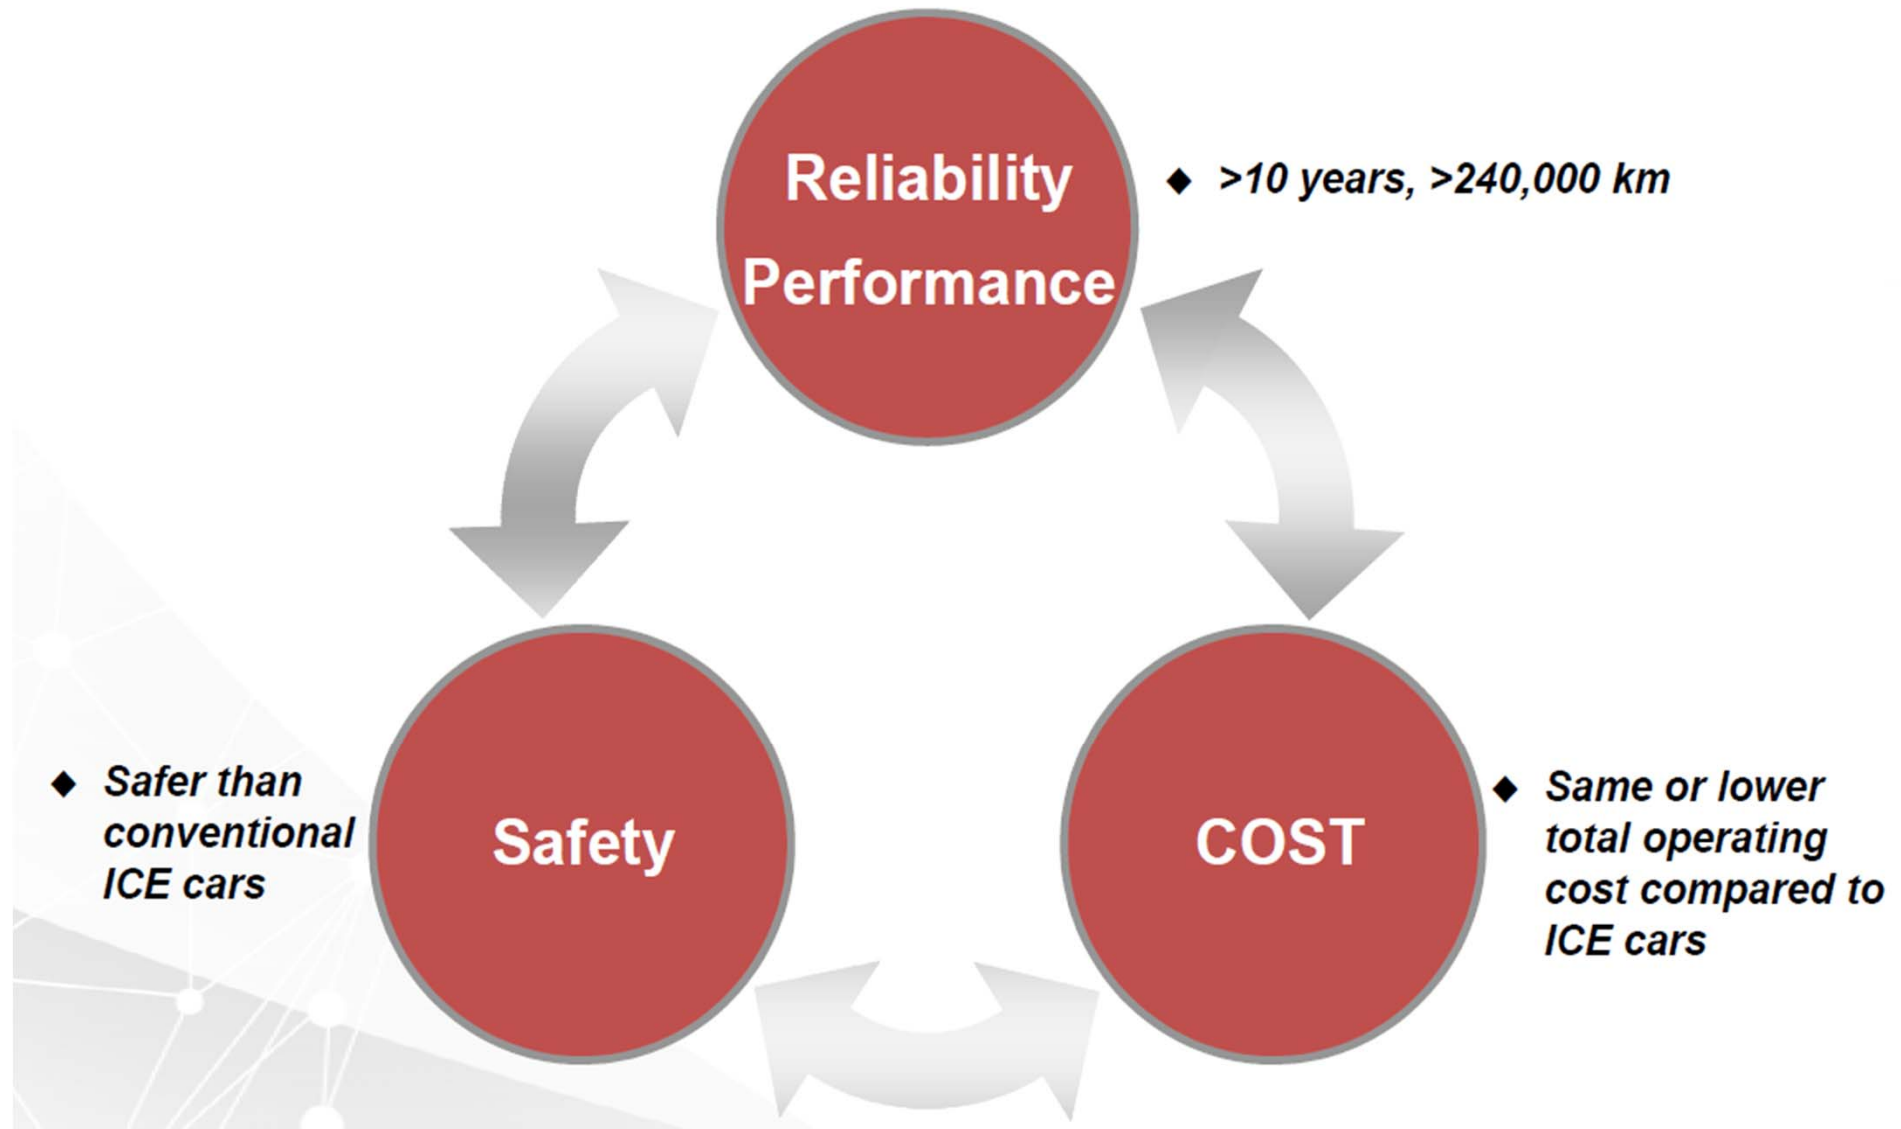 Reliability
Performance
◆ >10 years, >240,000 km
◆ Safer than
conventional
ICE cars
Safety
COST
◆ Same or lower
total operating
cost compared to
ICE cars